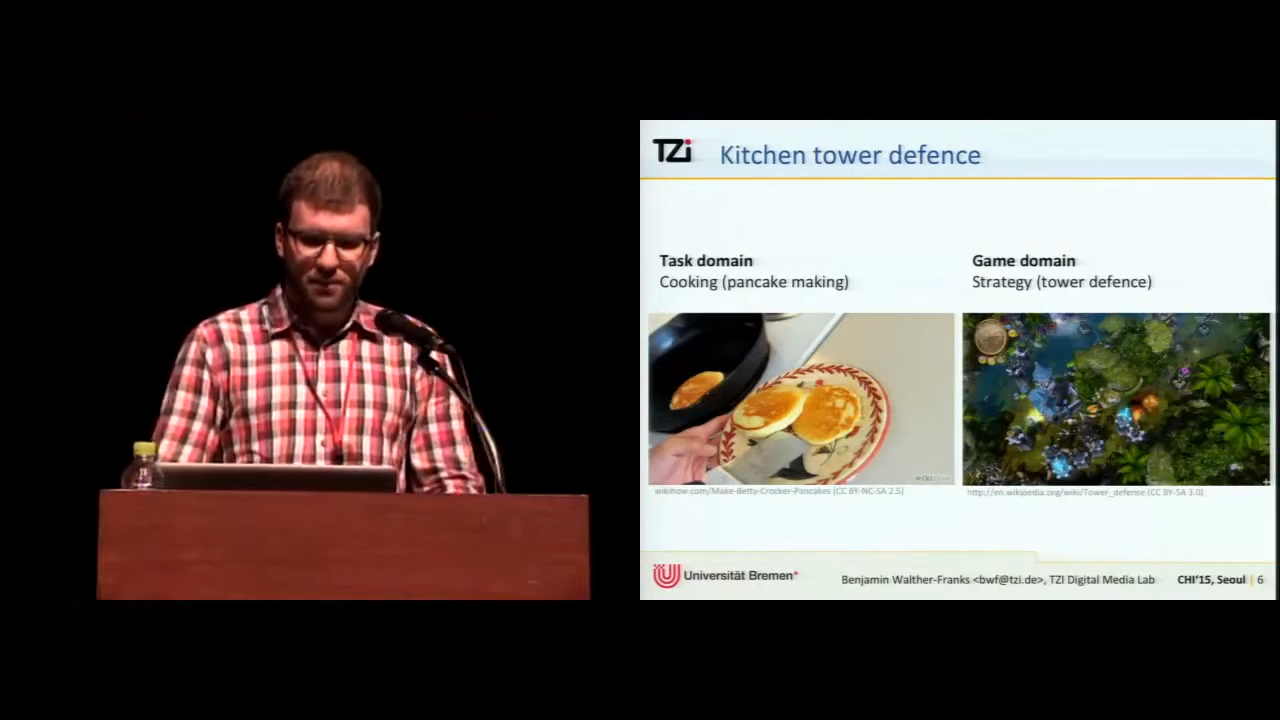 TZi
Kitchen tower defence
Task domain
Cooking (pancake making)
Game domain
Strategy (tower defence)
wikiHow
wikihow.com/Make-Betty-Crocker-Pancakes (CC BY-NC-SA 2.5)
http://en.wikipedia.org/wiki/Tower_defense (CC BY-SA 3.0)
Universität Bremen
Benjamin Walther-Franks <bwf@tzi.de>, TZI Digital Media Lab
CHI'15, Seoul | 6